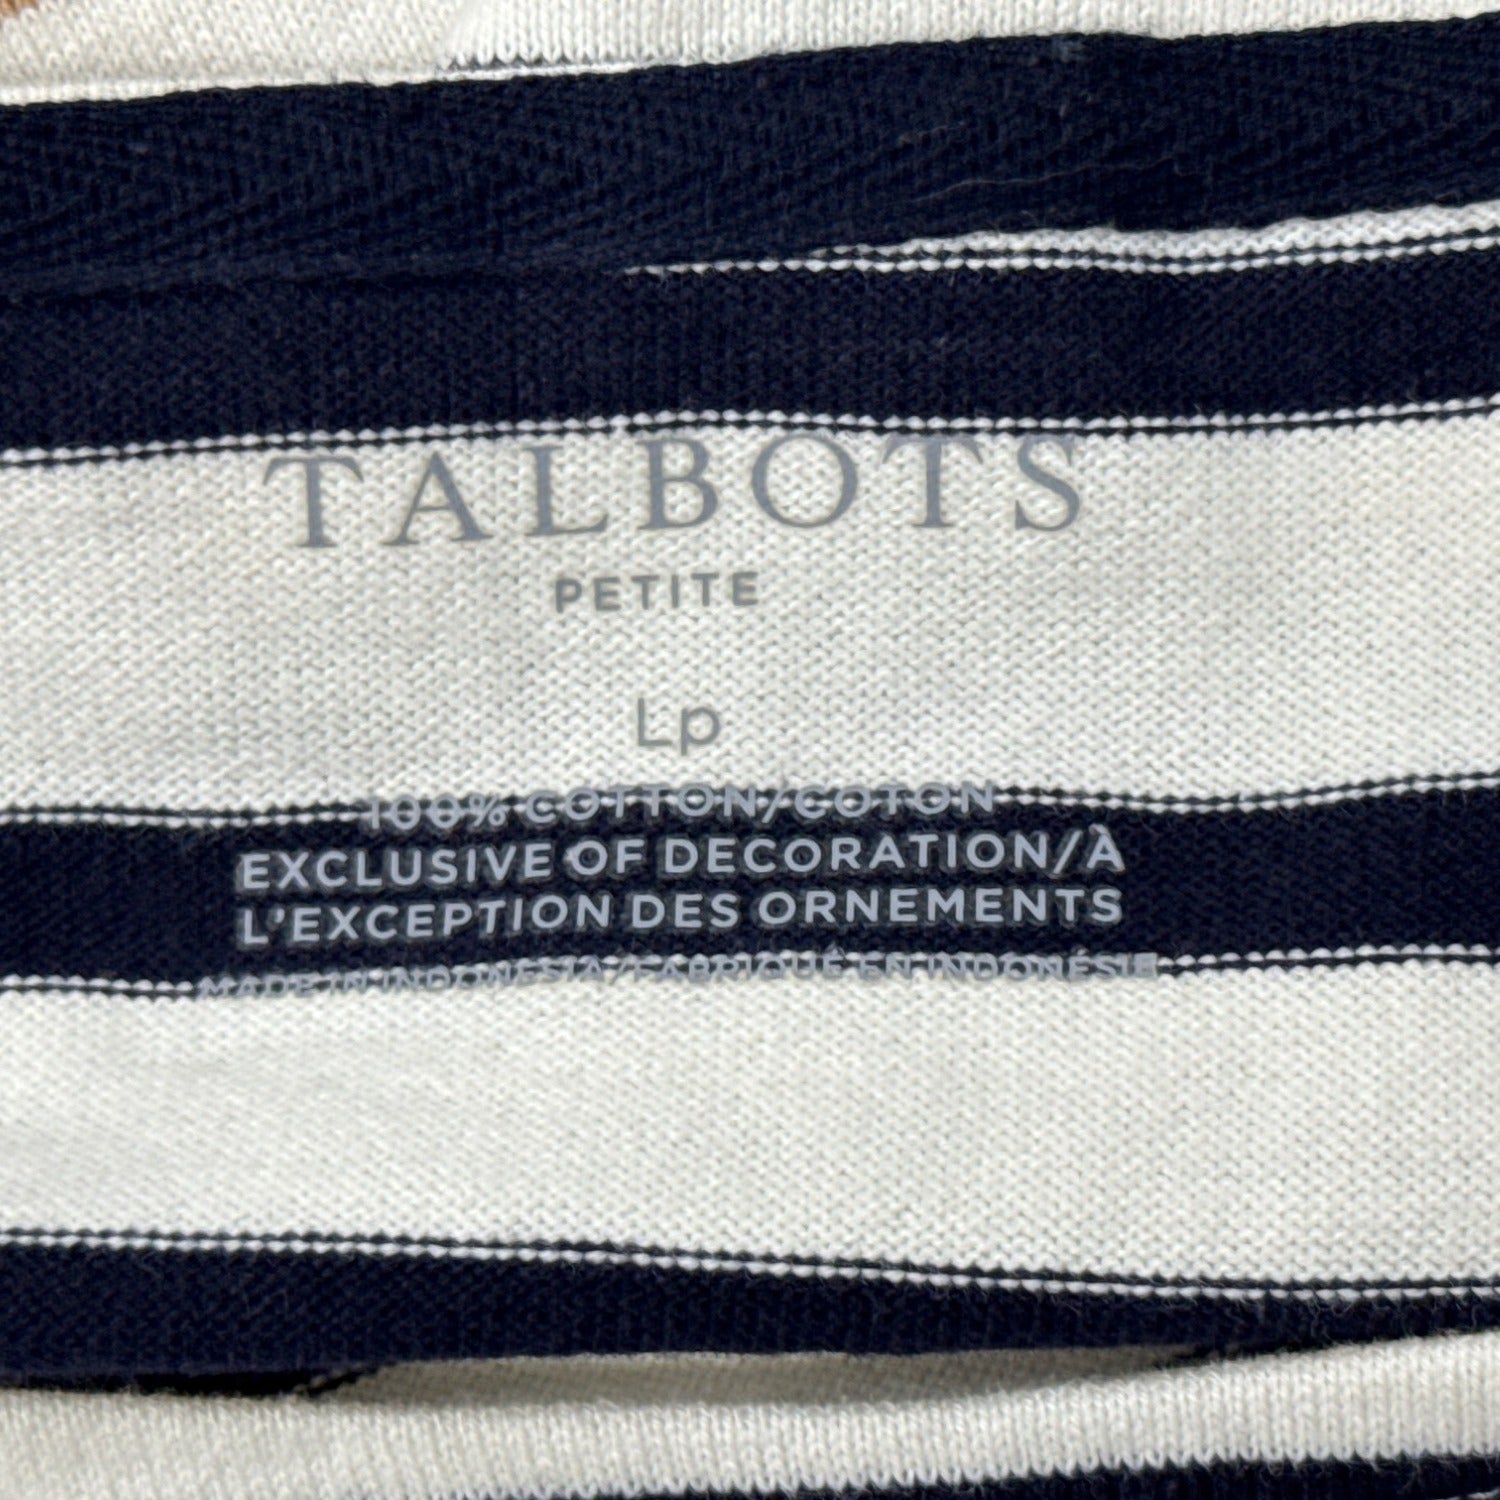 TALBOTS
PETITE
Lp
100% COTTON/COTON
EXCLUSIVE OF DECORATION/À
L'EXCEPTION DES ORNEMENTS
MADE IN INDONESIA/FABRIQUÉ EN INDONÉSIE